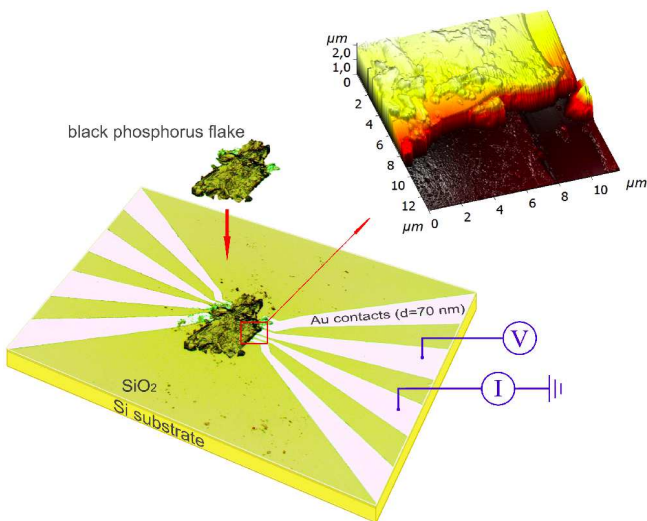 µm
2,0
1,0
0
2
4
6
8
10
12
µm
0
2
4
6
8
10
µm
black phosphorus flake
Au contacts (d=70 nm)
V
I
SiO₂
Si substrate